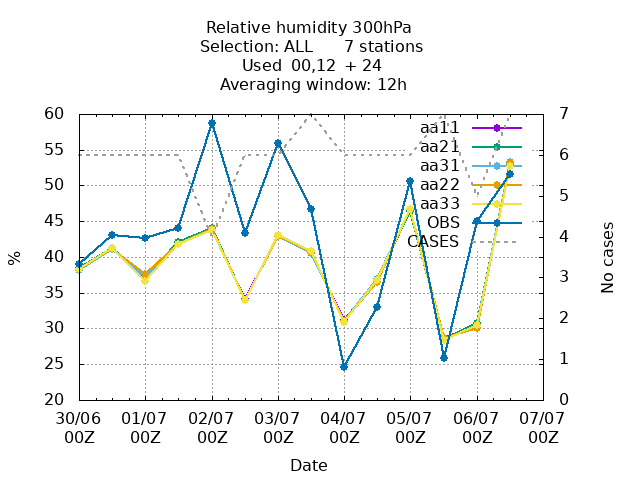 Relative humidity 300hPa
Selection: ALL 7 stations
Used 00,12 + 24
Averaging window: 12h
60
55
50
45
40
35
30
25
20
%
7
6
5
4
3
2
1
0
No cases
aa11
aa21
aa31
aa22
aa33
OBS
CASES
30/06 01/07 02/07 03/07 04/07 05/07 06/07 07/07
00Z 00Z 00Z 00Z 00Z 00Z 00Z 00Z
Date